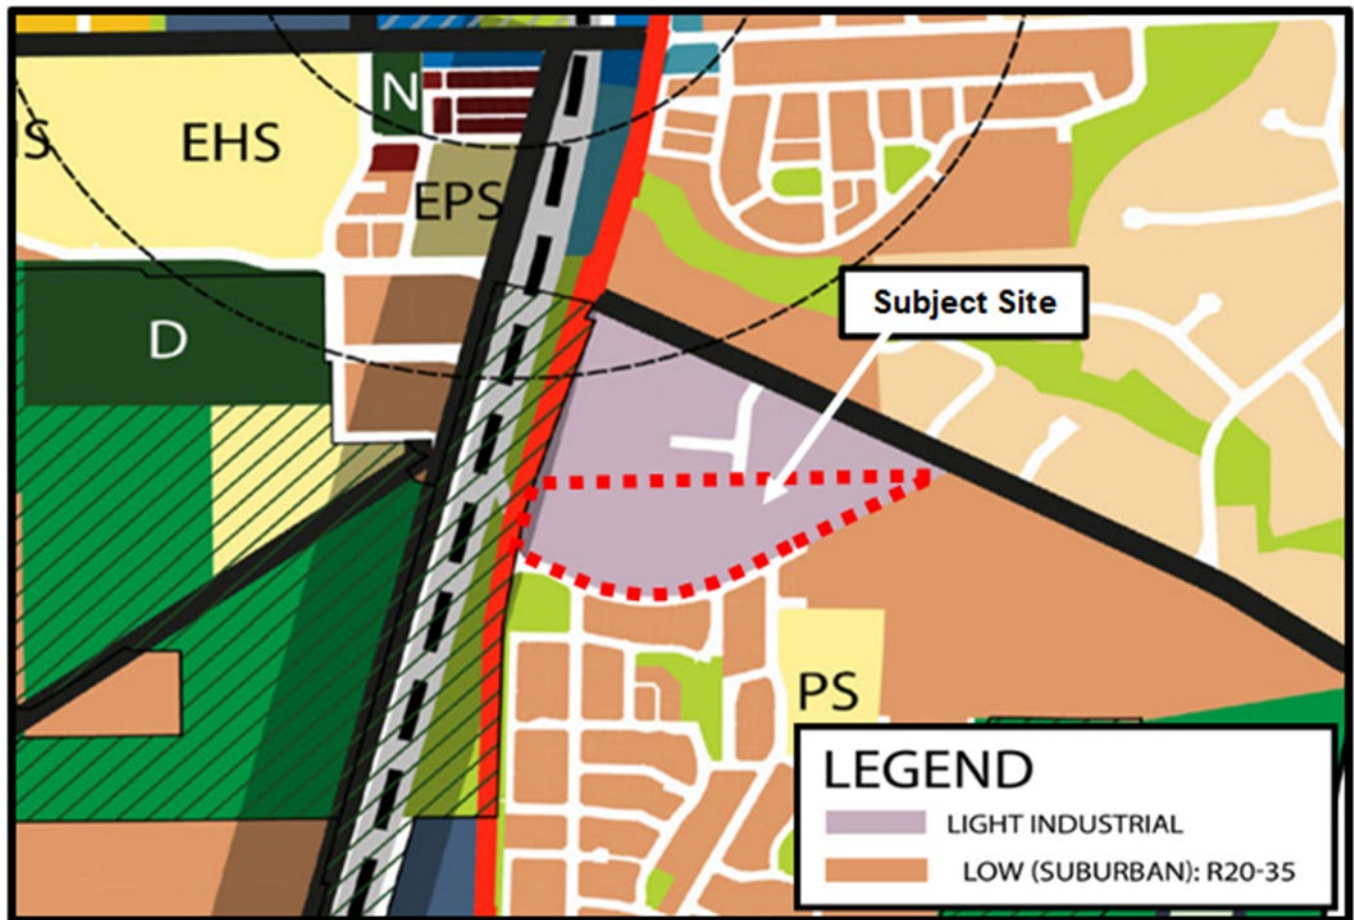 N
S
EHS
EPS
Subject Site
D
PS
LEGEND
LIGHT INDUSTRIAL
LOW (SUBURBAN): R20-35